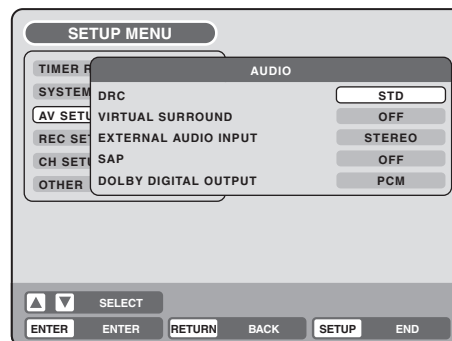 SETUP MENU
TIMER R
SYSTEM
AV SETU
REC SET
CH SETU
OTHER
AUDIO
DRC STD
VIRTUAL SURROUND OFF
EXTERNAL AUDIO INPUT STEREO
SAP OFF
DOLBY DIGITAL OUTPUT PCM
SELECT
ENTER ENTER RETURN BACK SETUP END